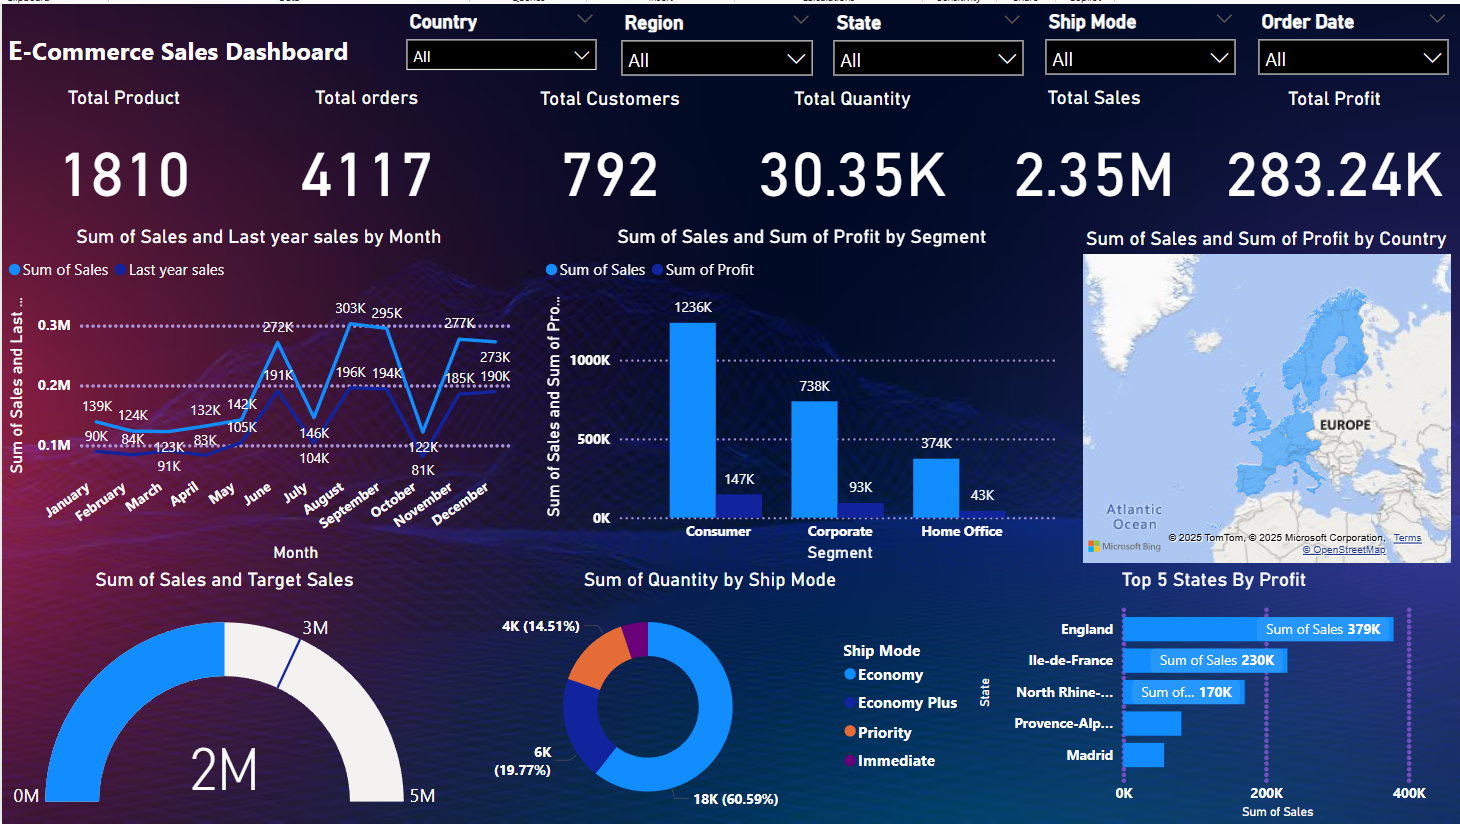 E-Commerce Sales Dashboard
Country
All
Region
All
State
All
Ship Mode
All
Order Date
All
Total Product
1810
Total orders
4117
Total Customers
792
Total Quantity
30.35K
Total Sales
2.35M
Total Profit
283.24K
Sum of Sales and Last year sales by Month
Sum of Sales
Last year sales
Sum of Sales and Last ...
0.3M
0.2M
0.1M
139K
124K
123K
132K
142K
272K
146K
303K
295K
122K
277K
273K
90K
84K
91K
83K
105K
191K
104K
196K
194K
81K
185K
190K
January
February
March
April
May
June
July
August
September
October
November
December
Month
Sum of Sales and Sum of Profit by Segment
Sum of Sales
Sum of Profit
Sum of Sales and Sum of Pro...
1000K
500K
0K
1236K
147K
738K
93K
374K
43K
Consumer
Corporate
Home Office
Segment
Sum of Sales and Sum of Profit by Country
EUROPE
Atlantic
Ocean
Microsoft Bing
© 2025 TomTom, © 2025 Microsoft Corporation, Terms
© OpenStreetMap
Sum of Sales and Target Sales
0M
2M
3M
5M
Sum of Quantity by Ship Mode
4K (14.51%)
6K
(19.77%)
18K (60.59%)
Ship Mode
Economy
Economy Plus
Priority
Immediate
Top 5 States By Profit
State
England
Sum of Sales 379K
Ile-de-France
Sum of Sales 230K
North Rhine-...
Sum of... 170K
Provence-Alp...
Madrid
0K
200K
400K
Sum of Sales